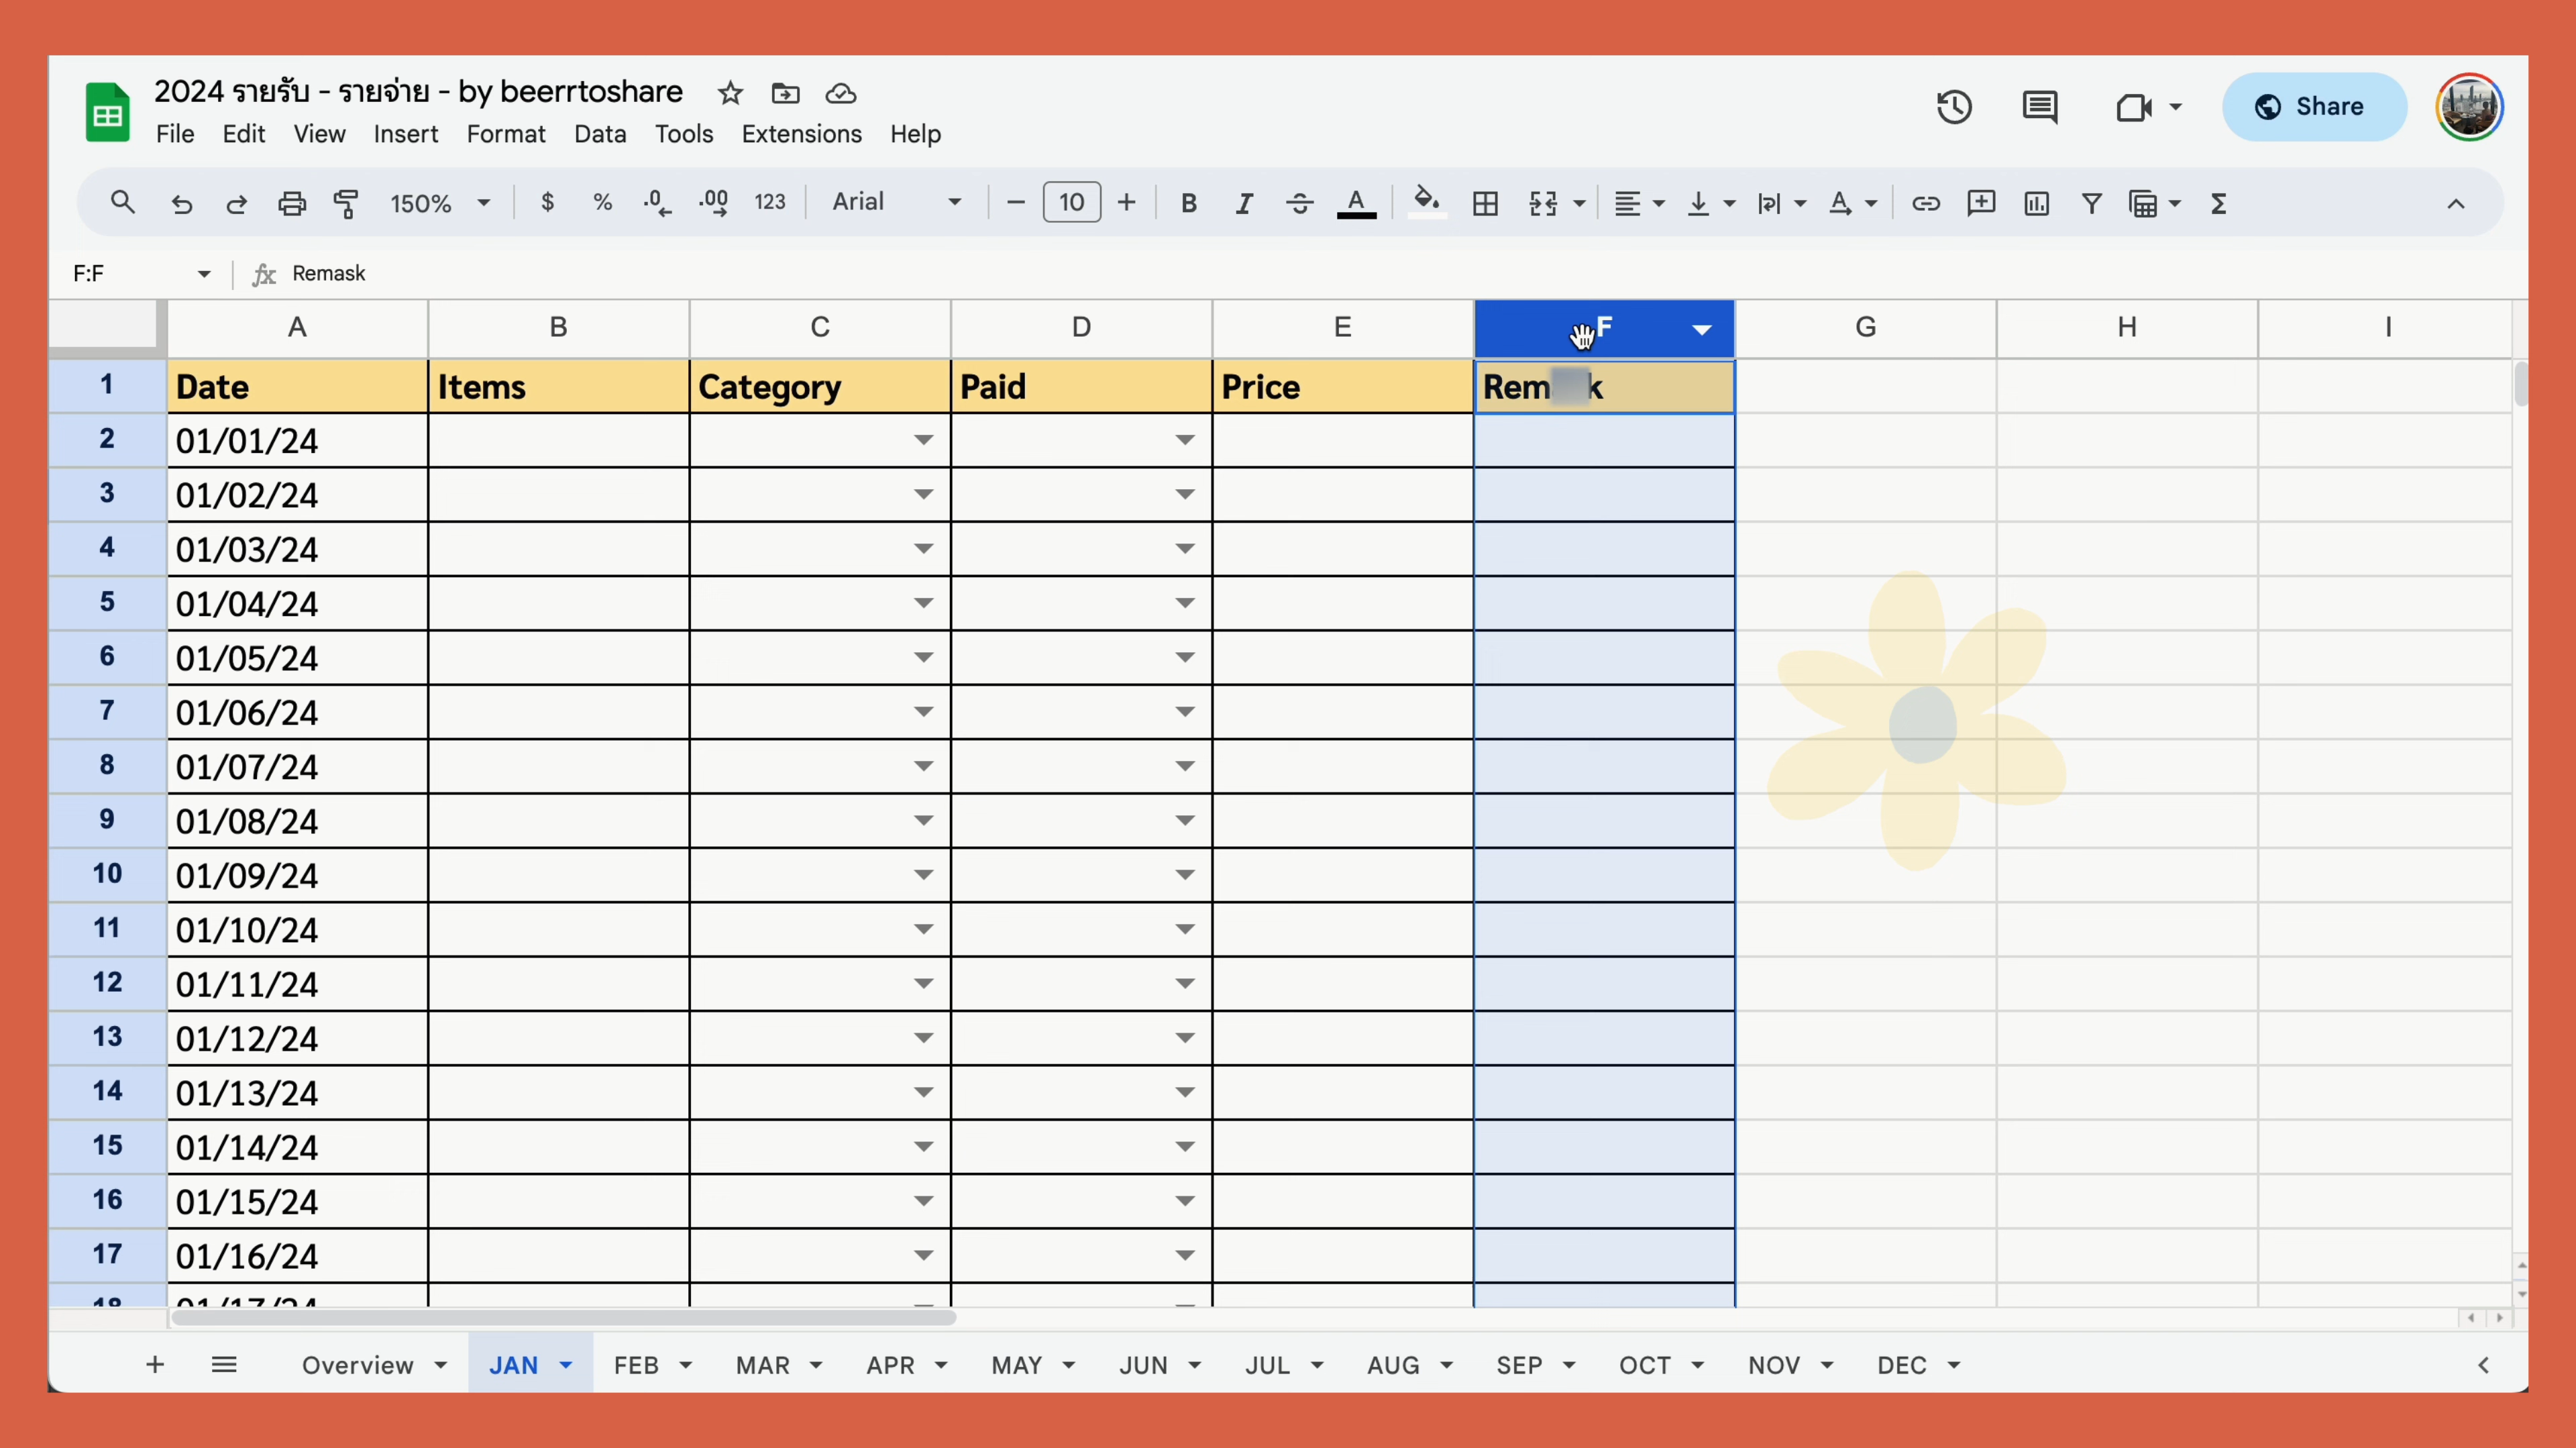 2024 รายรับ - รายจ่าย - by beerrtoshare
File Edit View Insert Format Data Tools Extensions Help
Share
150% $ % .0 .00 123 Arial 10 B I S A A Σ
F:F fx Remask
A B C D E F G H I
1 Date Items Category Paid Price
2 01/01/24
3 01/02/24
4 01/03/24
5 01/04/24
6 01/05/24
7 01/06/24
8 01/07/24
9 01/08/24
10 01/09/24
11 01/10/24
12 01/11/24
13 01/12/24
14 01/13/24
15 01/14/24
16 01/15/24
17 01/16/24
18 01/17/24
Overview JAN FEB MAR APR MAY JUN JUL AUG SEP OCT NOV DEC